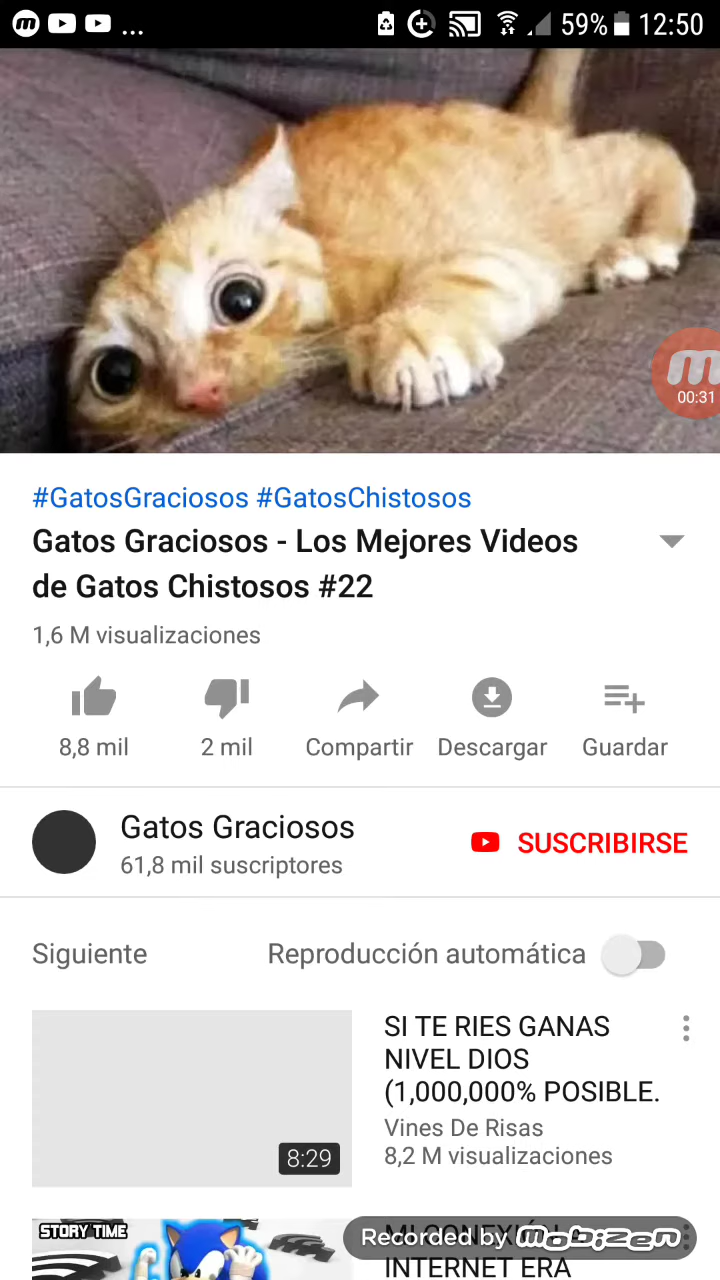 ... 59% 12:50
00:31
#GatosGraciosos #GatosChistosos
Gatos Graciosos - Los Mejores Videos
de Gatos Chistosos #22
1,6 M visualizaciones
8,8 mil 2 mil Compartir Descargar Guardar
Gatos Graciosos
61,8 mil suscriptores
SUSCRIBIRSE
Siguiente Reproducción automática
SI TE RIES GANAS
NIVEL DIOS
(1,000,000% POSIBLE.
Vines De Risas
8,2 M visualizaciones
8:29
STORY TIME
MI CONEXIÓN
Recorded by mobizen
INTERNET ERA